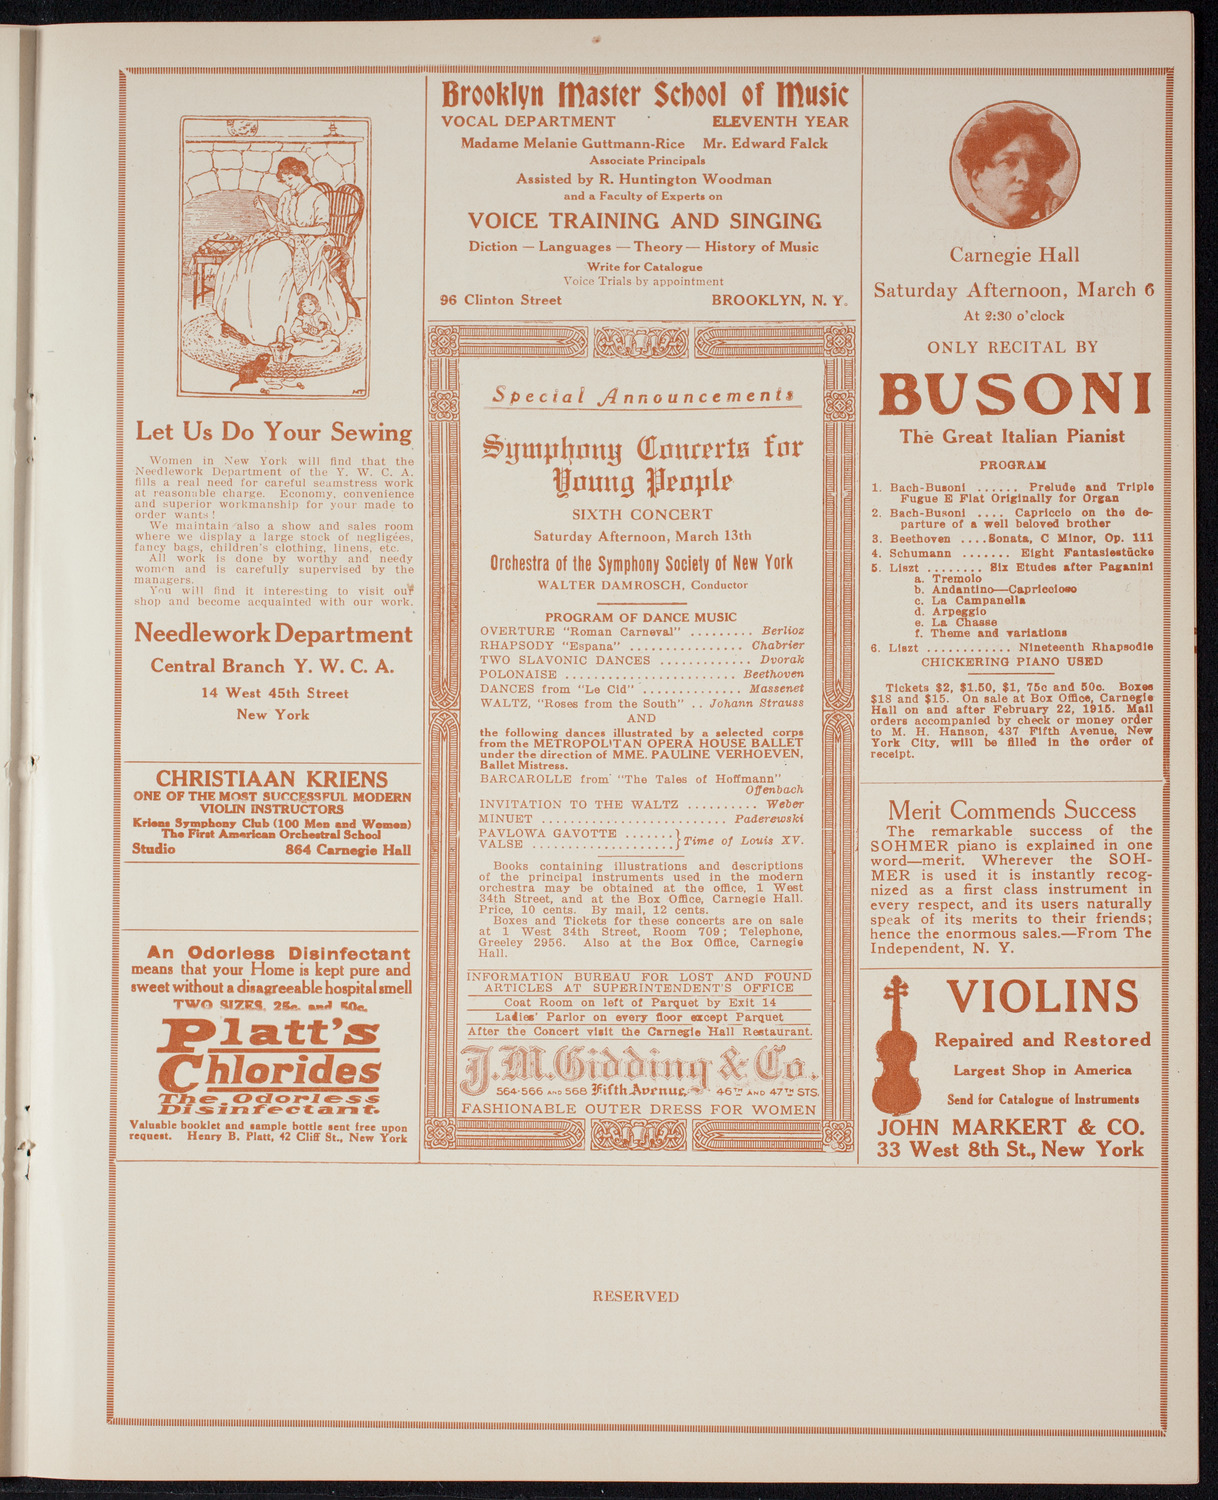 MT
Let Us Do Your Sewing
Women in New York will find that the
Needlework Department of the Y. W. C. A.
fills a real need for careful seamstress work
at reasonable charge. Economy, convenience
and superior workmanship for your made to
order wants!
We maintain also a show and sales room
where we display a large stock of negligées,
fancy bags, children's clothing, linens, etc.
All work is done by worthy and needy
women and is carefully supervised by the
managers.
You will find it interesting to visit our
shop and become acquainted with our work.
Needlework Department
Central Branch Y. W. C. A.
14 West 45th Street
New York
CHRISTIAAN KRIENS
ONE OF THE MOST SUCCESSFUL MODERN
VIOLIN INSTRUCTORS
Kriens Symphony Club (100 Men and Women)
The First American Orchestral School
Studio 864 Carnegie Hall
An Odorless Disinfectant
means that your Home is kept pure and
sweet without a disagreeable hospital smell
TWO SIZES, 25c. and 50c.
Platt's
Chlorides
The Odorless
Disinfectant.
Valuable booklet and sample bottle sent free upon
request. Henry B. Platt, 42 Cliff St., New York
Brooklyn Master School of Music
VOCAL DEPARTMENT ELEVENTH YEAR
Madame Melanie Guttmann-Rice Mr. Edward Falck
Associate Principals
Assisted by R. Huntington Woodman
and a Faculty of Experts on
VOICE TRAINING AND SINGING
Diction — Languages — Theory — History of Music
Write for Catalogue
Voice Trials by appointment
96 Clinton Street BROOKLYN, N. Y.
Special Announcements
Symphony Concerts for
Young People
SIXTH CONCERT
Saturday Afternoon, March 13th
Orchestra of the Symphony Society of New York
WALTER DAMROSCH, Conductor
PROGRAM OF DANCE MUSIC
OVERTURE "Roman Carneval" ......... Berlioz
RHAPSODY "Espana" ................ Chabrier
TWO SLAVONIC DANCES ............. Dvorak
POLONAISE ......................... Beethoven
DANCES from "Le Cid" .............. Massenet
WALTZ, "Roses from the South" .. Johann Strauss
AND
the following dances illustrated by a selected corps
from the METROPOLITAN OPERA HOUSE BALLET
under the direction of MME. PAULINE VERHOEVEN,
Ballet Mistress.
BARCAROLLE from "The Tales of Hoffmann"
Offenbach
INVITATION TO THE WALTZ .......... Weber
MINUET .......................... Paderewski
PAVLOWA GAVOTTE .......}
VALSE ....................} Time of Louis XV.
Books containing illustrations and descriptions
of the principal instruments used in the modern
orchestra may be obtained at the office, 1 West
34th Street, and at the Box Office, Carnegie Hall.
Price, 10 cents. By mail, 12 cents.
Boxes and Tickets for these concerts are on sale
at 1 West 34th Street, Room 709; Telephone,
Greeley 2956. Also at the Box Office, Carnegie
Hall.
INFORMATION BUREAU FOR LOST AND FOUND
ARTICLES AT SUPERINTENDENT'S OFFICE
Coat Room on left of Parquet by Exit 14
Ladies' Parlor on every floor except Parquet
After the Concert visit the Carnegie Hall Restaurant.
J.M. Gidding & Co.
564-566 AND 568 Fifth Avenue, 46TH AND 47TH STS.
FASHIONABLE OUTER DRESS FOR WOMEN
Carnegie Hall
Saturday Afternoon, March 6
At 2:30 o'clock
ONLY RECITAL BY
BUSONI
The Great Italian Pianist
PROGRAM
1. Bach-Busoni ...... Prelude and Triple
Fugue E Flat Originally for Organ
2. Bach-Busoni .... Capriccio on the de-
parture of a well beloved brother
3. Beethoven ....Sonata, C Minor, Op. 111
4. Schumann ....... Eight Fantasiestücke
5. Liszt ........ Six Etudes after Paganini
a. Tremolo
b. Andantino—Capriccioso
c. La Campanella
d. Arpeggio
e. La Chasse
f. Theme and variations
6. Liszt ............. Nineteenth Rhapsodie
CHICKERING PIANO USED
Tickets $2, $1.50, $1, 75c and 50c. Boxes
$18 and $15. On sale at Box Office, Carnegie
Hall on and after February 22, 1915. Mail
orders accompanied by check or money order
to M. H. Hanson, 437 Fifth Avenue, New
York City, will be filled in the order of
receipt.
Merit Commends Success
The remarkable success of the
SOHMER piano is explained in one
word—merit. Wherever the SOH-
MER is used it is instantly recog-
nized as a first class instrument in
every respect, and its users naturally
speak of its merits to their friends;
hence the enormous sales.—From The
Independent, N. Y.
VIOLINS
Repaired and Restored
Largest Shop in America
Send for Catalogue of Instruments
JOHN MARKERT & CO.
33 West 8th St., New York
RESERVED